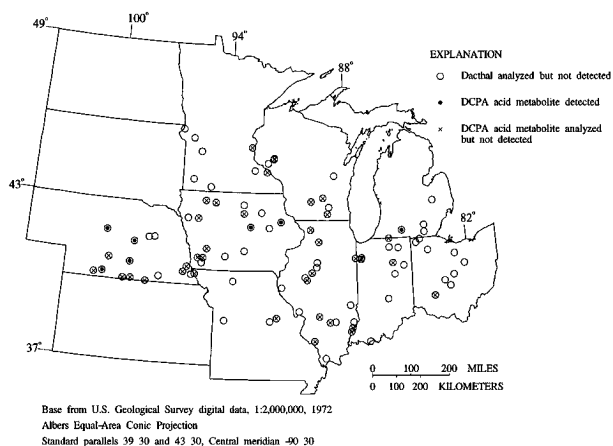 49°
100°
94°
88°
43°
82°
37°
EXPLANATION
Dacthal analyzed but not detected
DCPA acid metabolite detected
DCPA acid metabolite analyzed
but not detected
0 100 200 MILES
0 100 200 KILOMETERS
Base from U.S. Geological Survey digital data, 1:2,000,000, 1972
Albers Equal-Area Conic Projection
Standard parallels 39 30 and 43 30, Central meridian -90 30